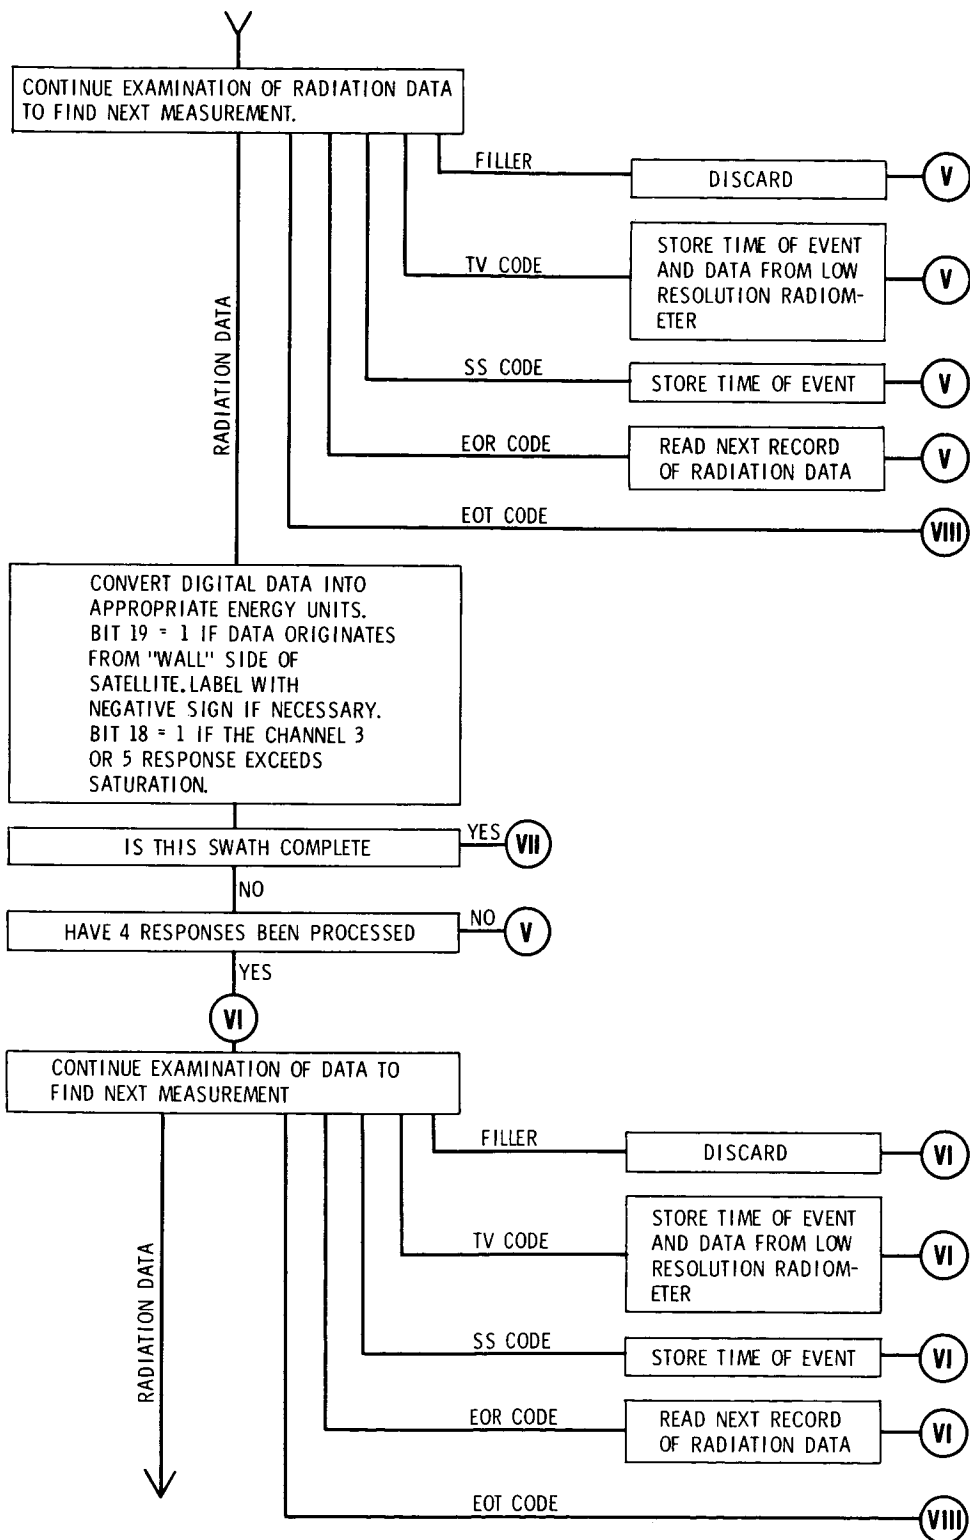 CONTINUE EXAMINATION OF RADIATION DATA
TO FIND NEXT MEASUREMENT.
FILLER
DISCARD
V
TV CODE
STORE TIME OF EVENT
AND DATA FROM LOW
RESOLUTION RADIOM-
ETER
V
RADIATION DATA
SS CODE
STORE TIME OF EVENT
V
EOR CODE
READ NEXT RECORD
OF RADIATION DATA
V
EOT CODE
VIII
CONVERT DIGITAL DATA INTO
APPROPRIATE ENERGY UNITS.
BIT 19 = 1 IF DATA ORIGINATES
FROM "WALL" SIDE OF
SATELLITE. LABEL WITH
NEGATIVE SIGN IF NECESSARY.
BIT 18 = 1 IF THE CHANNEL 3
OR 5 RESPONSE EXCEEDS
SATURATION.
IS THIS SWATH COMPLETE
YES
VII
NO
HAVE 4 RESPONSES BEEN PROCESSED
NO
V
YES
VI
CONTINUE EXAMINATION OF DATA TO
FIND NEXT MEASUREMENT
FILLER
DISCARD
VI
TV CODE
STORE TIME OF EVENT
AND DATA FROM LOW
RESOLUTION RADIOM-
ETER
VI
RADIATION DATA
SS CODE
STORE TIME OF EVENT
VI
EOR CODE
READ NEXT RECORD
OF RADIATION DATA
VI
EOT CODE
VIII